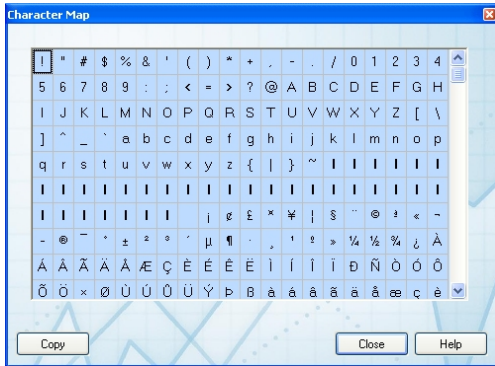 Character Map
! " # $ % & ' ( ) * + , - . / 0 1 2 3 4
5 6 7 8 9 : ; < = > ? @ A B C D E F G H
I J K L M N O P Q R S T U V W X Y Z [ \
] ^ _ ` a b c d e f g h i j k l m n o p
q r s t u v w x y z { | } ~
¡ ¢ £ ¤ ¥ ¦ § ¨ © ª « ¬
- ® ¯ ° ± ² ³ ´ µ ¶ · ¸ ¹ º » ¼ ½ ¾ ¿ À
Á Â Ã Ä Å Æ Ç È É Ê Ë Ì Í Î Ï Ð Ñ Ò Ó Ô
Õ Ö × Ø Ù Ú Û Ü Ý Þ ß à á â ã ä å æ ç è
Copy Close Help